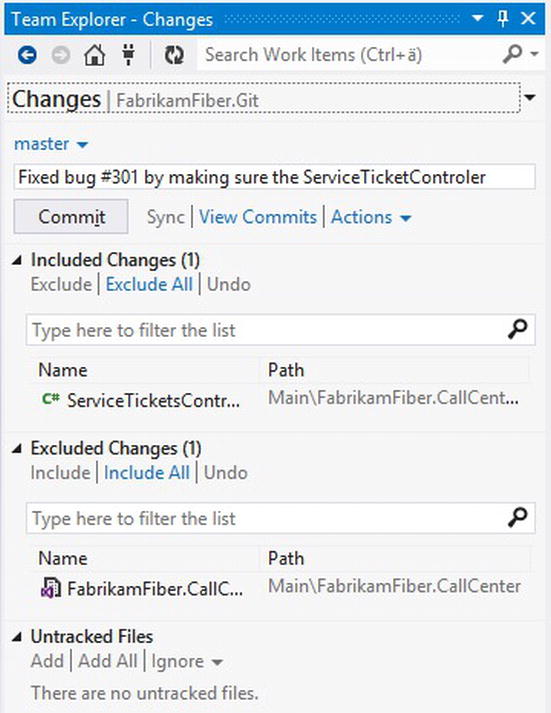 Team Explorer - Changes
Search Work Items (Ctrl+ä)
Changes | FabrikamFiber.Git
master
Fixed bug #301 by making sure the ServiceTicketControler
Commit Sync | View Commits | Actions
Included Changes (1)
Exclude | Exclude All | Undo
Type here to filter the list
Name Path
C# ServiceTicketsContr... Main\FabrikamFiber.CallCent...
Excluded Changes (1)
Include | Include All | Undo
Type here to filter the list
Name Path
FabrikamFiber.CallC... Main\FabrikamFiber.CallCenter
Untracked Files
Add | Add All | Ignore
There are no untracked files.